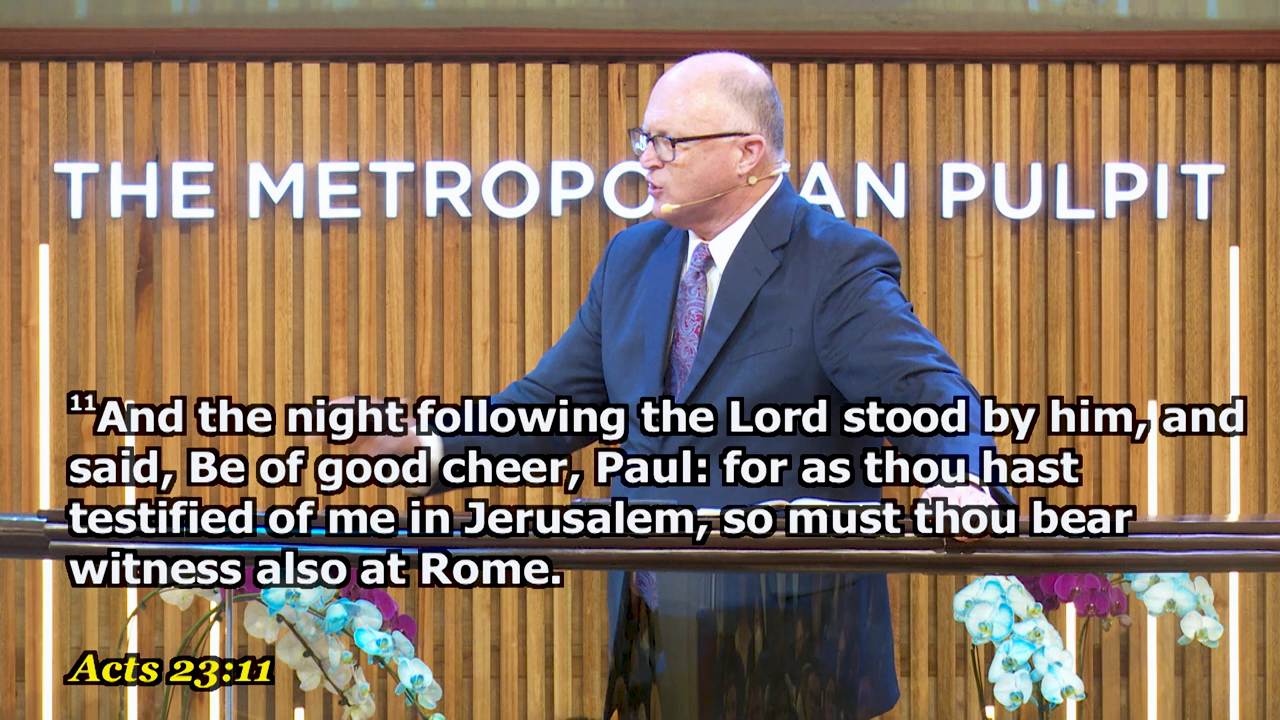 THE METROPO AN PULPIT
11And the night following the Lord stood by him, and
said, Be of good cheer, Paul: for as thou hast
testified of me in Jerusalem, so must thou bear
witness also at Rome.
Acts 23:11